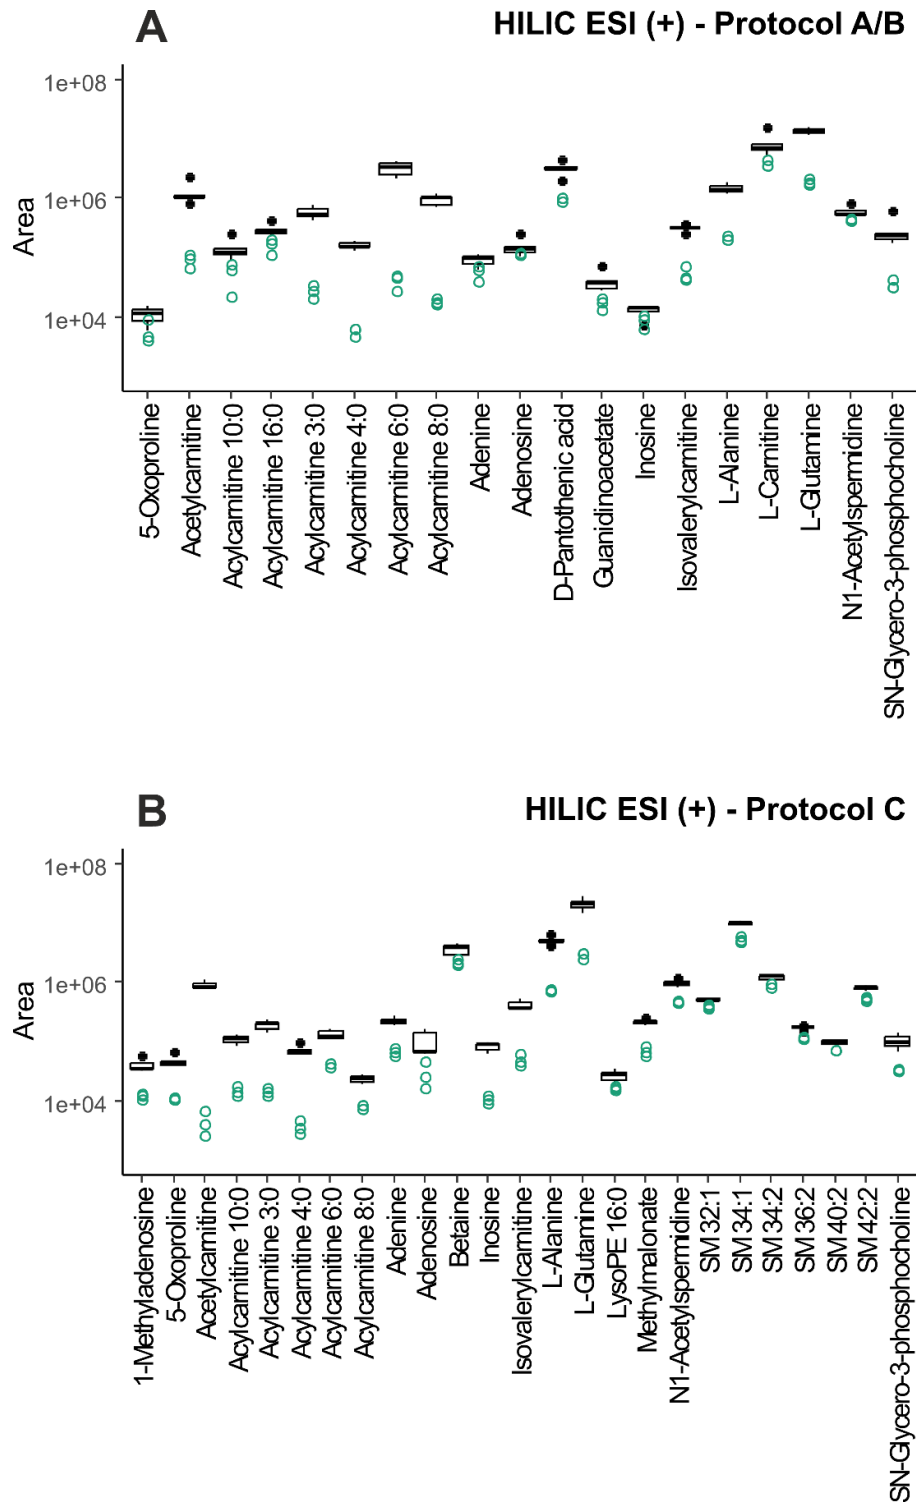 A
HILIC ESI (+) - Protocol A/B
1e+08
1e+06
1e+04
Area
5-Oxoproline
Acetylcarnitine
Acylcarnitine 10:0
Acylcarnitine 16:0
Acylcarnitine 3:0
Acylcarnitine 4:0
Acylcarnitine 6:0
Acylcarnitine 8:0
Adenine
Adenosine
D-Pantothenic acid
Guanidinoacetate
Inosine
Isovalerylcarnitine
L-Alanine
L-Carnitine
L-Glutamine
N1-Acetylspermidine
SN-Glycero-3-phosphocholine
B
HILIC ESI (+) - Protocol C
1e+08
1e+06
1e+04
Area
1-Methyladenosine
5-Oxoproline
Acetylcarnitine
Acylcarnitine 10:0
Acylcarnitine 3:0
Acylcarnitine 4:0
Acylcarnitine 6:0
Acylcarnitine 8:0
Adenine
Adenosine
Betaine
Inosine
Isovalerylcarnitine
L-Alanine
L-Glutamine
LysoPE 16:0
Methylmalonate
N1-Acetylspermidine
SM 32:1
SM 34:1
SM 34:2
SM 36:2
SM 40:2
SM 42:2
SN-Glycero-3-phosphocholine